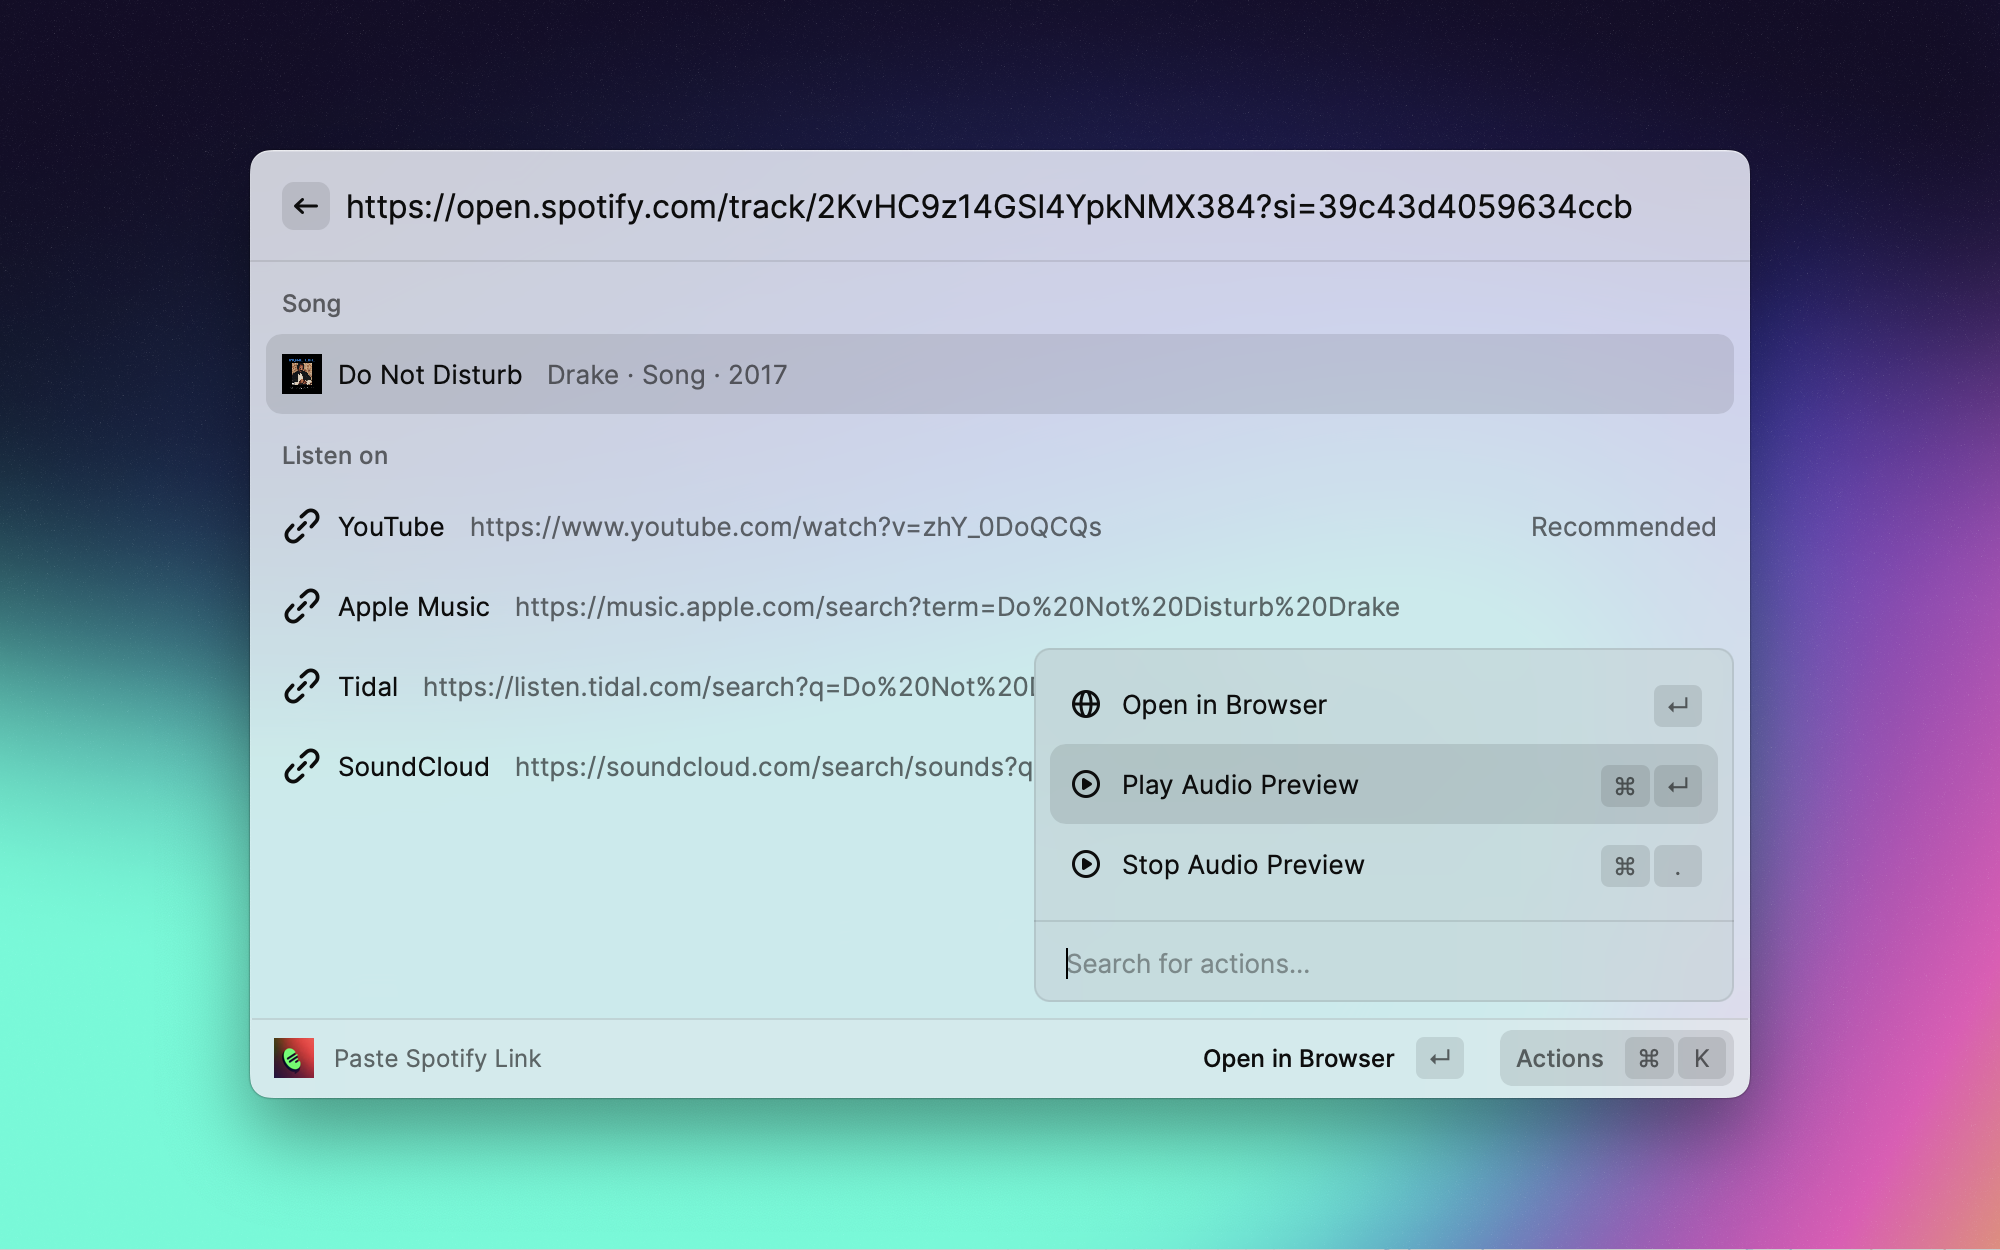 https://open.spotify.com/track/2KvHC9z14GSl4YpkNMX384?si=39c43d4059634ccb
Song
Do Not Disturb Drake · Song · 2017
Listen on
YouTube https://www.youtube.com/watch?v=zhY_0DoQCQs Recommended
Apple Music https://music.apple.com/search?term=Do%20Not%20Disturb%20Drake
Tidal https://listen.tidal.com/search?q=Do%20Not%20
SoundCloud https://soundcloud.com/search/sounds?q
Open in Browser ↵
Play Audio Preview ⌘ ↵
Stop Audio Preview ⌘ .
Search for actions...
Paste Spotify Link
Open in Browser ↵ Actions ⌘ K